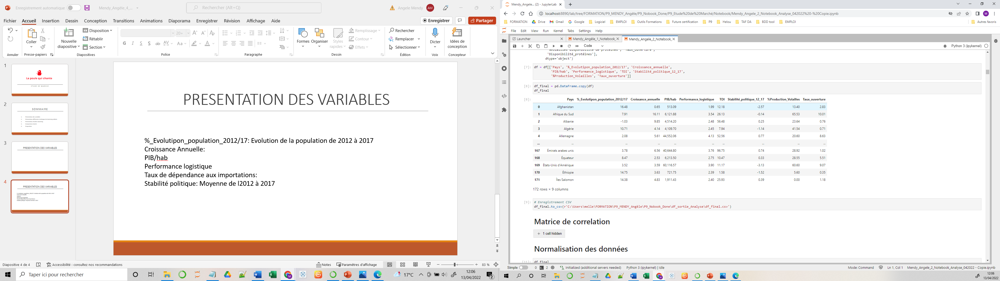 Enregistrement automatique
Mendy_Angèle_4_...
Rechercher (Alt+Q)
Angele Mendy
AM
Fichier Accueil Insertion Dessin Conception Transitions Animations Diaporama Enregistrer Révision Affichage Aide
Enregistrer
Partager
Coller
Nouvelle
diapositive
Disposition
Rétablir
Section
20+
Formes
Organiser
Styles
rapides
Remplissage
Contour
Effets
Rechercher
Remplacer
Sélectionner
Dicter
Idées de
conception
Annuler Presse-papiers Diapositives Police Paragraphe Dessin Édition Voix Concepteur
1
La poule qui chante
ETUDE DE MARCHE
2
SOMMAIRE
3
PRESENTATION DES VARIABLES
4
PRESENTATION DES VARIABLES
PRESENTATION DES VARIABLES
%_Evolutipon_population_2012/17: Evolution de la population de 2012 à 2017
Croissance Annuelle:
PIB/hab
Performance logistique
Taux de dépendance aux importations:
Stabilité politique: Moyenne de l2012 à 2017
Diapositive 4 de 4
Accessibilité : consultez nos recommandations
Notes
Paramètres d'affichage
83 %
Taper ici pour rechercher
17°C
12:06
13/04/2022
2
Mendy_Angele... (2) - JupyterLab
localhost:8890/lab/tree/FORMATION/P9_MENDY_Angèle/P9_Nobook_Done/P9_Etude%20de%20Marché/Notebook/Mendy_Angele_2_Notebook_Analyse_042022%20-%20Copie.ipynb
FORMATION Drive Gmail Google Logiciel EMPLOI Outils Formations Future certification P9 Helou TAF DA BDD tool EMPLOI
Autres favoris
File Edit View Run Kernel Tabs Settings Help
Launcher
Mendy_Angèle_1_Notebook_
Mendy_Angele_2_Notebook_
Code
Python 3 (ipykernel)
'Disponibilité_protéines'],
dtype='object')
[7]: df = df[['Pays', '%_Evolutipon_population_2012/17', 'Croissance_annuelle',
'PIB/hab', 'Performance_logistique', 'TDI', 'Stabilité_politique_12_17',
'%Production_Volailles', 'Taux_ouverture']]
[8]: df_final = pd.DataFrame.copy(df)
df_final
[8]: Pays %_Evolutipon_population_2012/17 Croissance_annuelle PIB/hab Performance_logistique TDI Stabilité_politique_12_17 %Production_Volailles Taux_ouverture
0 Afghanistan 16.48 0.65 513.09 1.99 12.18 -2.57 13.40 2.83
1 Afrique du Sud 7.91 16.11 6,121.88 3.54 26.13 -0.14 65.53 10.01
2 Albanie -1.03 9.85 4,514.20 2.48 56.48 0.25 23.64 0.76
3 Algérie 10.71 4.14 4,109.70 2.45 7.94 -1.14 41.54 0.71
4 Allemagne 2.08 5.61 44,552.06 4.13 52.56 0.77 20.60 8.63
... ... ... ... ... ... ... ... ... ...
167 Émirats arabes unis 3.78 6.56 40,644.80 3.76 96.75 0.74 28.92 1.02
168 Équateur 8.47 2.53 6,213.50 2.75 10.47 0.33 28.55 5.51
169 États-Unis d'Amérique 3.52 3.59 60,116.57 3.90 11.17 -3.13 60.60 9.07
170 Éthiopie 14.75 3.63 721.75 2.39 1.58 -1.52 5.60 0.35
171 Îles Salomon 14.38 4.83 1,911.43 2.40 25.93 0.39 0.00 1.18
172 rows × 9 columns
[9]: # Enregistrement CSV
df_final.to_csv(r'C:\Users\melle\FORMATION\P9_MENDY_Angèle\P9_Nobook_Done\df_sortie_Analyse\df_final.csv')
Matrice de correlation
1 cell hidden
Normalisation des données
[11]: df_final
Simple 0 2
Initialized (additional servers needed)
Python 3 (ipykernel) | Idle
Mode: Command
Ln 1, Col 1
Mendy_Angele_2_Notebook_Analyse_042022 - Copie.ipynb
12:06
13/04/2022